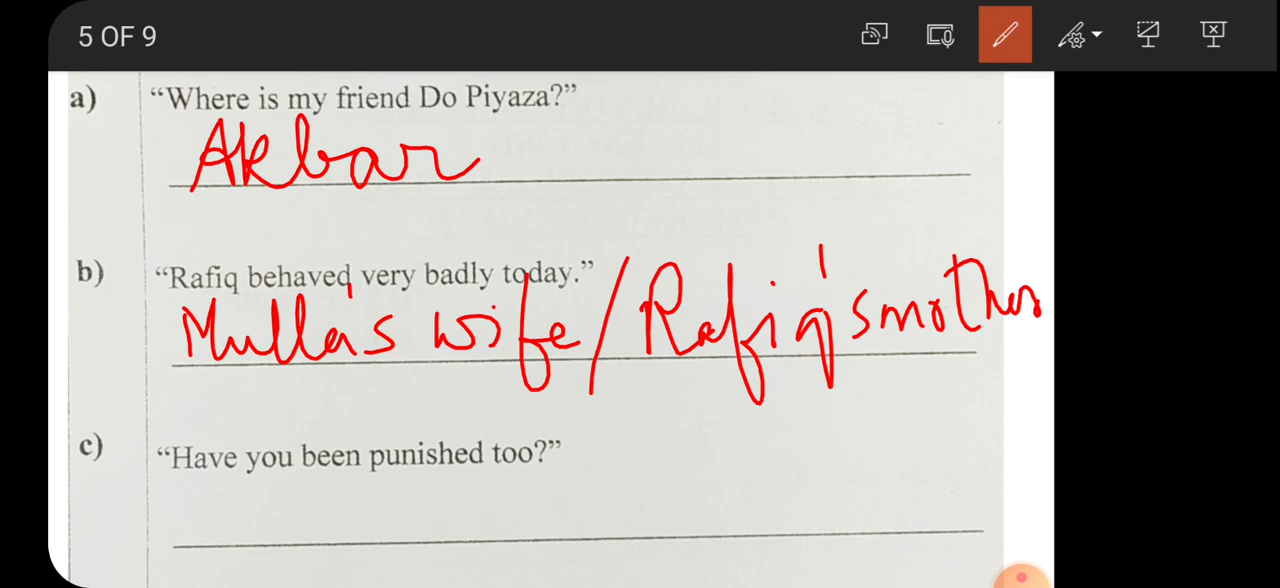 5 OF 9
a) “Where is my friend Do Piyaza?”
Akbar
b) “Rafiq behaved very badly today.”
Mulla's wife / Rafiq's mother
c) “Have you been punished too?”